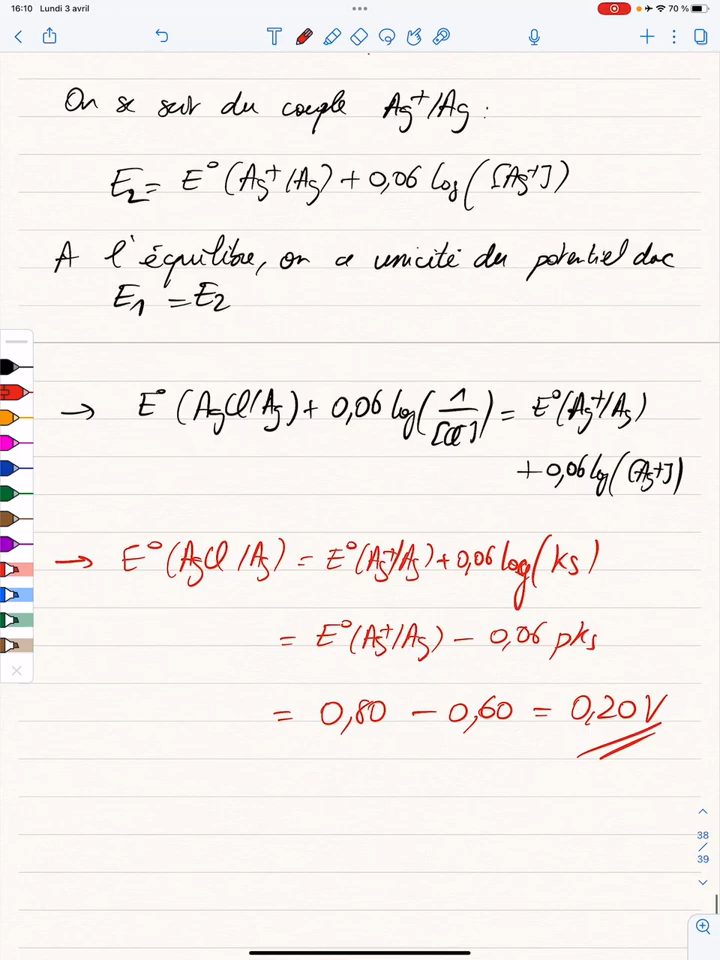 16:10 Lundi 3 avril
70 %
On se sert du couple Ag⁺/Ag :
E₂ = E°(Ag⁺/Ag) + 0,06 log([Ag⁺])
A l'équilibre, on a unicité du potentiel donc
E₁ = E₂
→ E°(AgCl/Ag) + 0,06 log(1/[Cl⁻]) = E°(Ag⁺/Ag)
+ 0,06 log([Ag⁺])
→ E°(AgCl/Ag) = E°(Ag⁺/Ag) + 0,06 log(ks)
= E°(Ag⁺/Ag) − 0,06 pks
= 0,80 − 0,60 = 0,20V
38
/
39